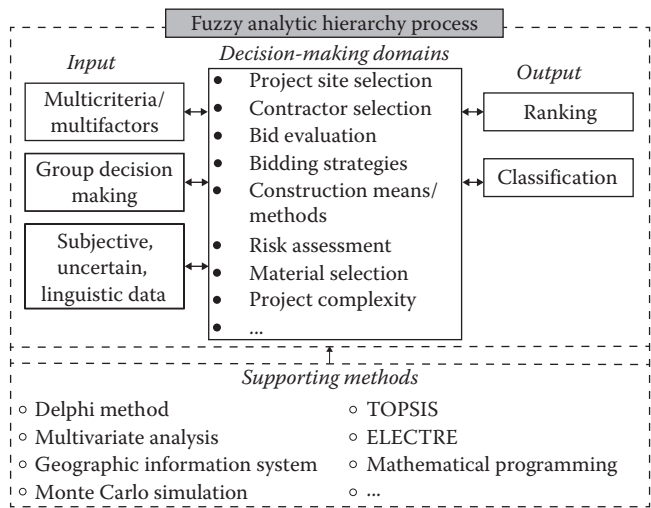 Fuzzy analytic hierarchy process
Input
Multicriteria/
multifactors
Group decision
making
Subjective,
uncertain,
linguistic data
Decision-making domains
• Project site selection
• Contractor selection
• Bid evaluation
• Bidding strategies
• Construction means/
methods
• Risk assessment
• Material selection
• Project complexity
• ...
Output
Ranking
Classification
Supporting methods
○ Delphi method
○ Multivariate analysis
○ Geographic information system
○ Monte Carlo simulation
○ TOPSIS
○ ELECTRE
○ Mathematical programming
○ ...